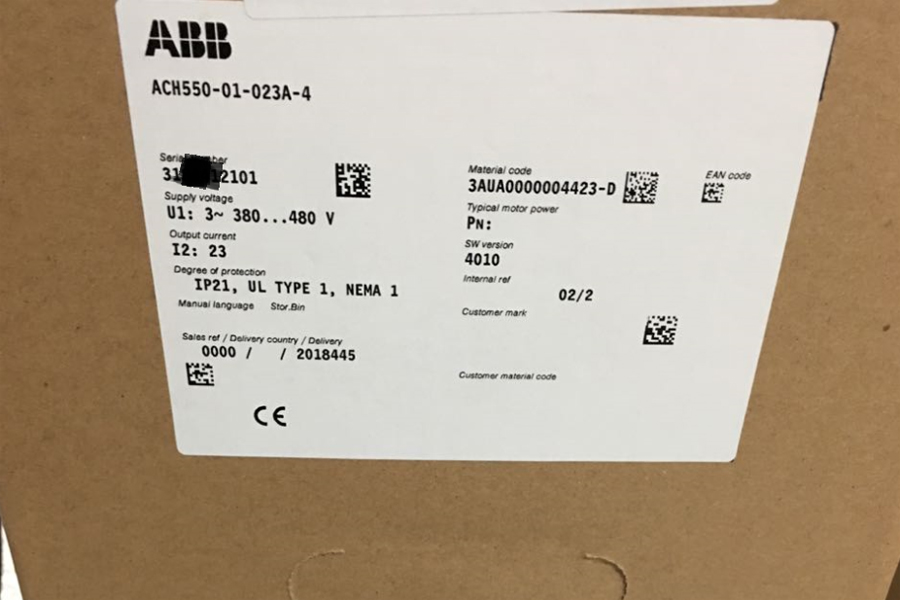 ABB
ACH550-01-023A-4
Supply voltage
U1: 3~ 380...480 V
Output current
I2: 23
Degree of protection
IP21, UL TYPE 1, NEMA 1
Manual language Stor.Bin
Sales ref / Delivery country / Delivery
0000 / / 2018445
CE
Material code
3AUA0000004423-D
EAN code
Typical motor power
PN:
SW version
4010
Internal ref
02/2
Customer mark
Customer material code